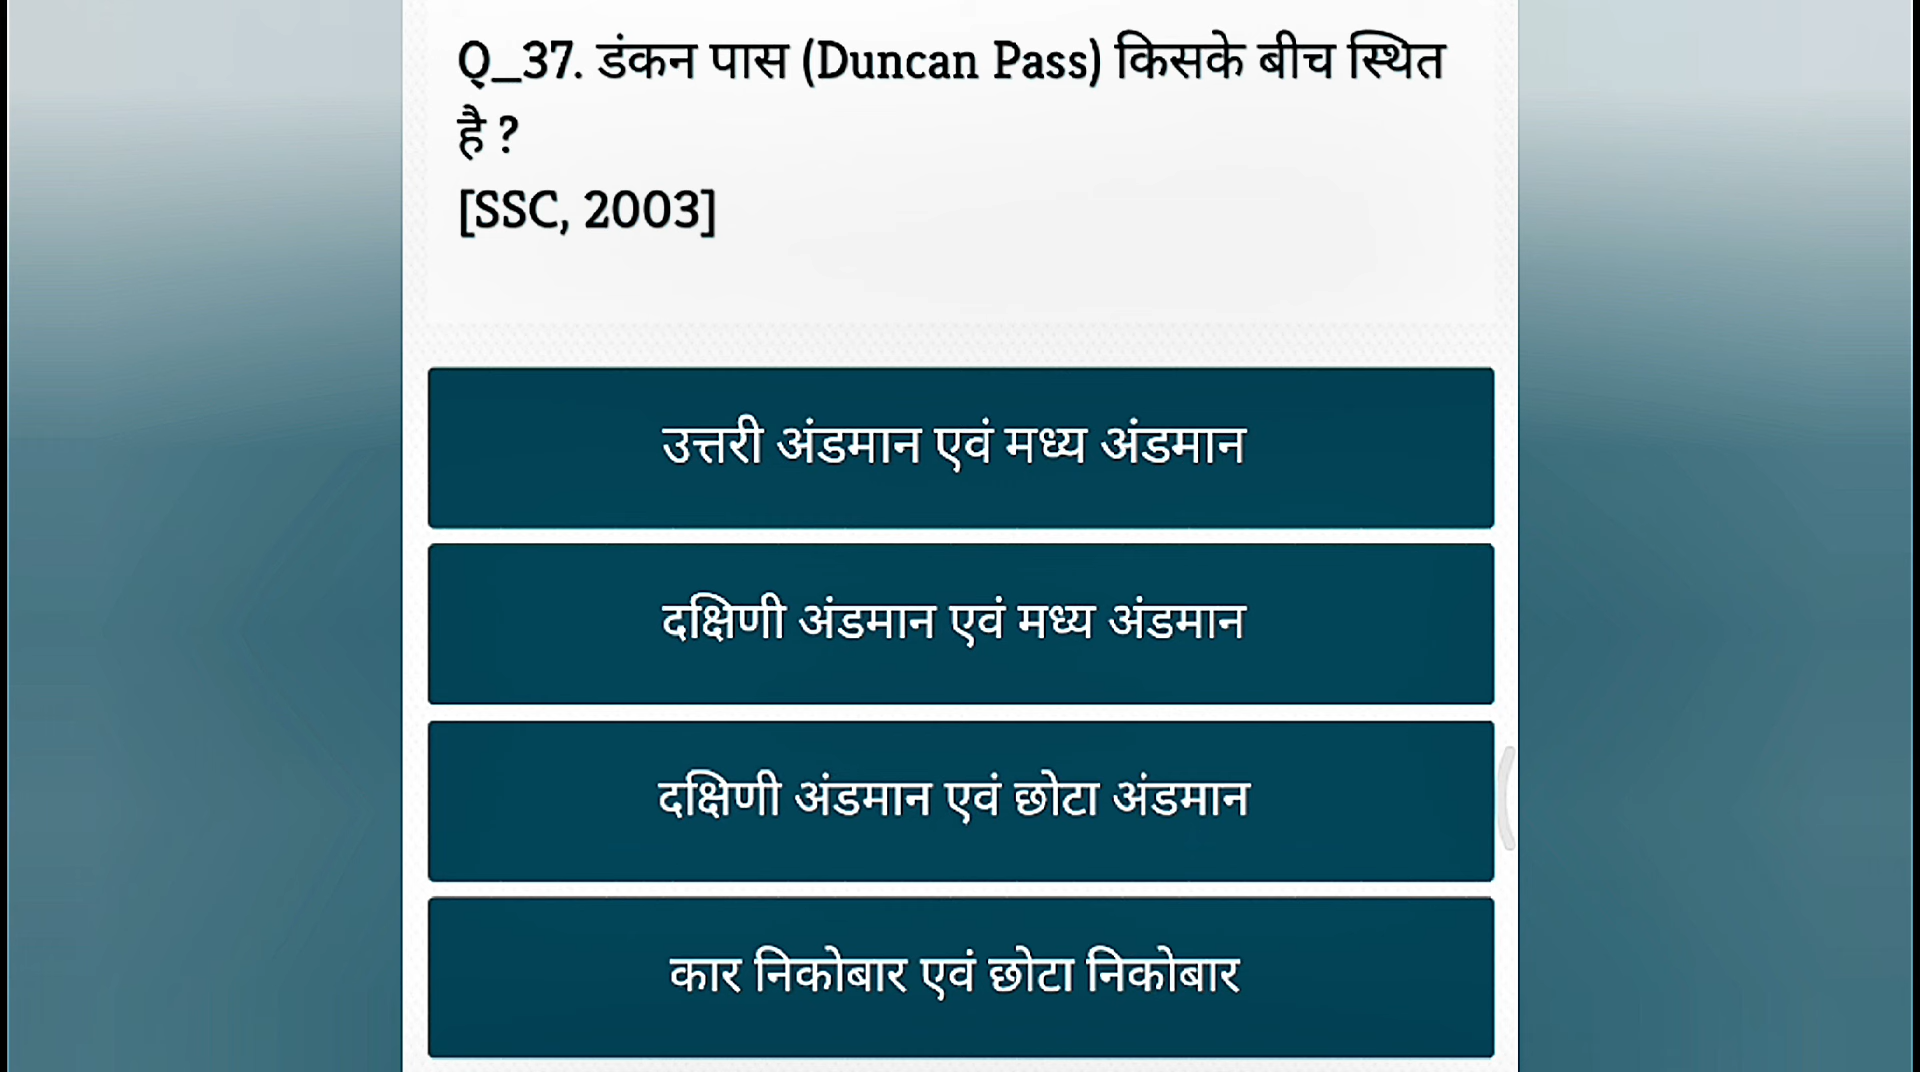 Q_37. डंकन पास (Duncan Pass) किसके बीच स्थित
है ?
[SSC, 2003]
उत्तरी अंडमान एवं मध्य अंडमान
दक्षिणी अंडमान एवं मध्य अंडमान
दक्षिणी अंडमान एवं छोटा अंडमान
कार निकोबार एवं छोटा निकोबार